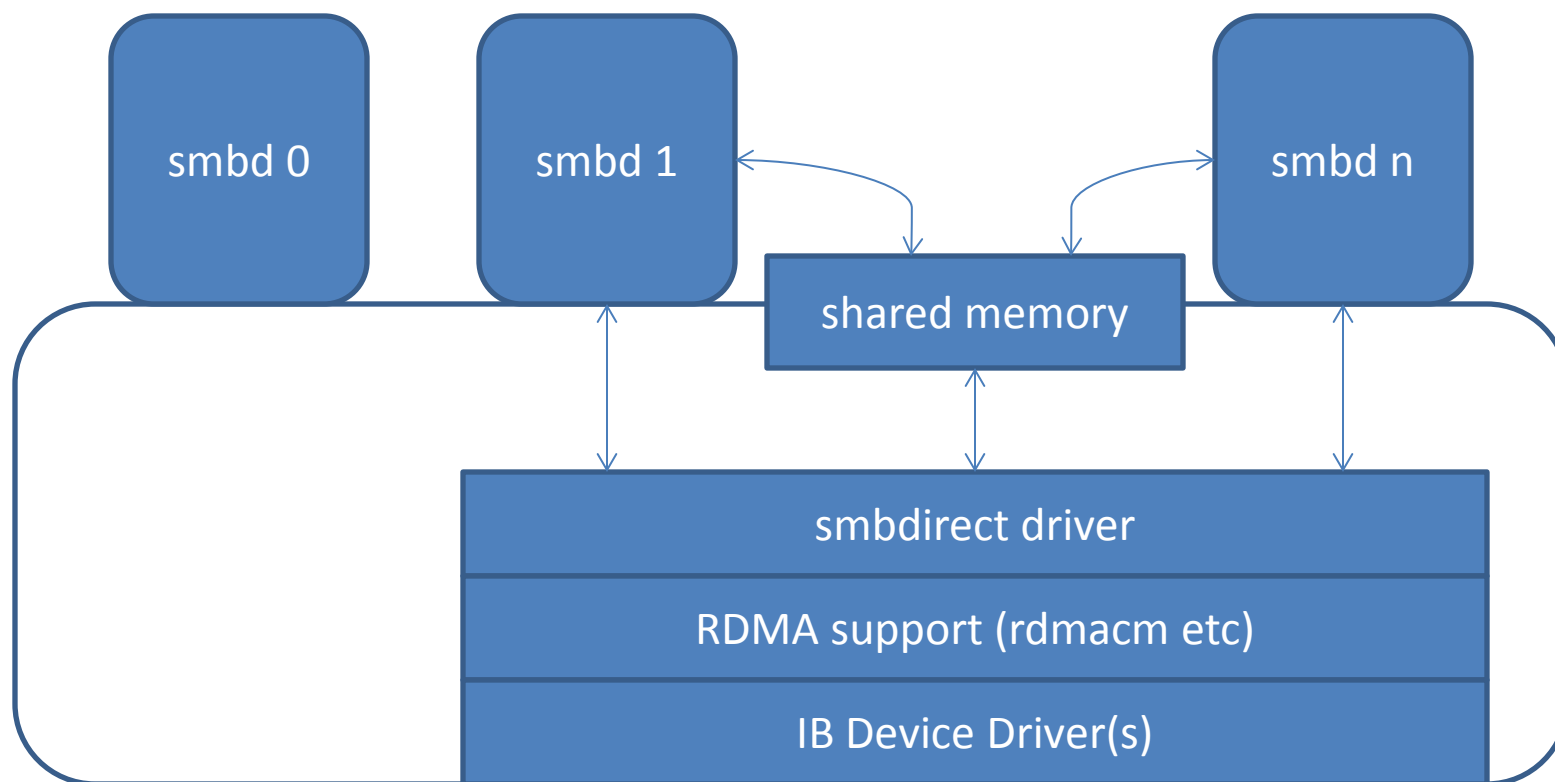 smbd 0
smbd 1
smbd n
shared memory
smbdirect driver
RDMA support (rdmacm etc)
IB Device Driver(s)